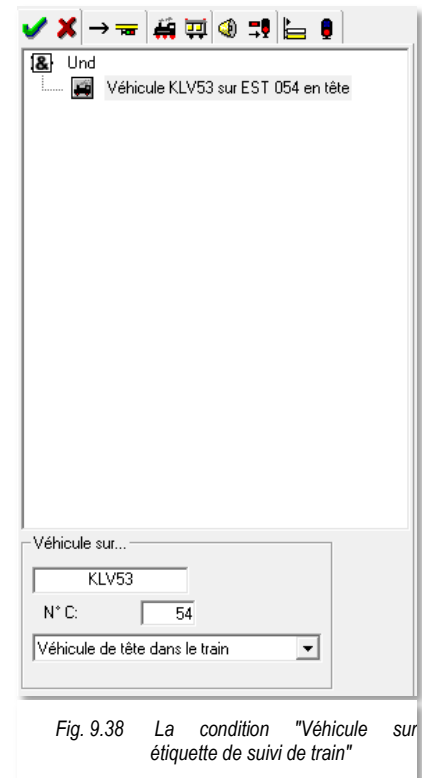 & Und
Véhicule KLV53 sur EST 054 en tête
Véhicule sur...
KLV53
N° C: 54
Véhicule de tête dans le train
Fig. 9.38 La condition "Véhicule sur
étiquette de suivi de train"